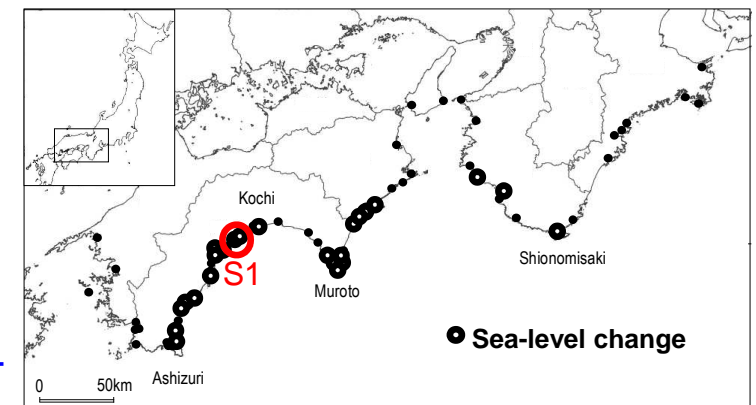 Kochi
S1
Muroto
Shionomisaki
Sea-level change
Ashizuri
0 50km